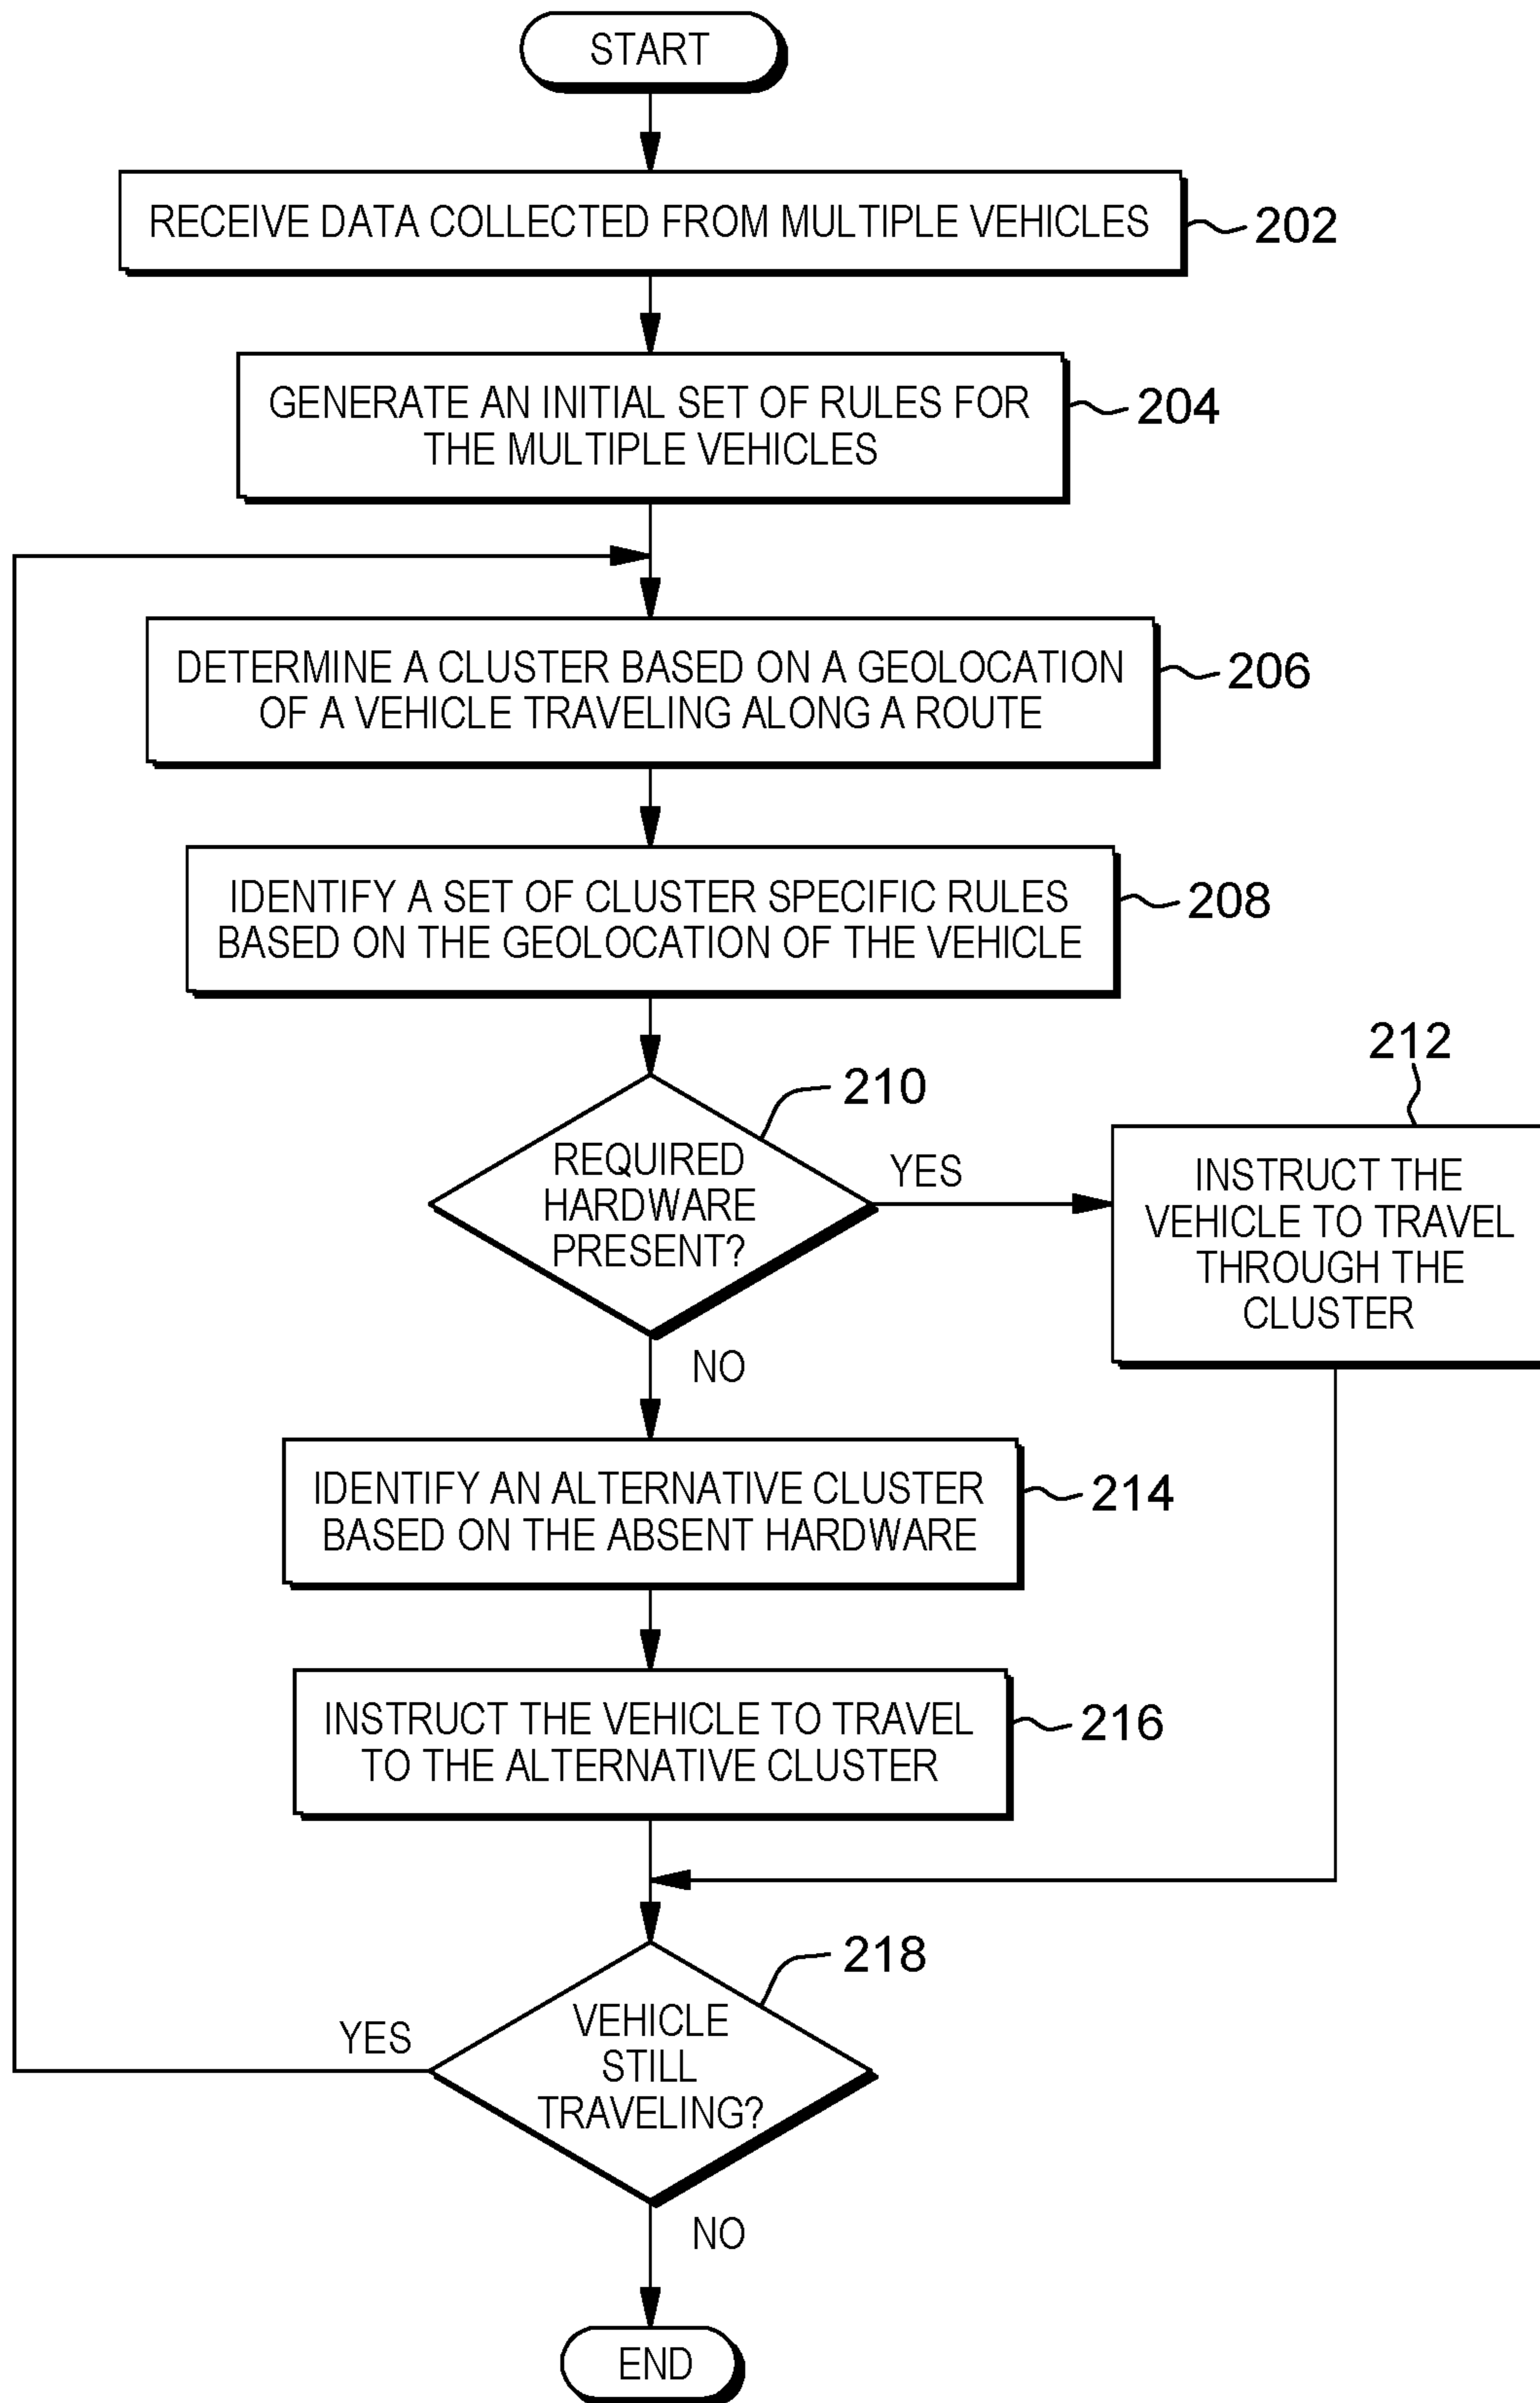 START
RECEIVE DATA COLLECTED FROM MULTIPLE VEHICLES
202
GENERATE AN INITIAL SET OF RULES FOR
THE MULTIPLE VEHICLES
204
DETERMINE A CLUSTER BASED ON A GEOLOCATION
OF A VEHICLE TRAVELING ALONG A ROUTE
206
IDENTIFY A SET OF CLUSTER SPECIFIC RULES
BASED ON THE GEOLOCATION OF THE VEHICLE
208
210
REQUIRED
HARDWARE
PRESENT?
YES
212
INSTRUCT THE
VEHICLE TO TRAVEL
THROUGH THE
CLUSTER
NO
IDENTIFY AN ALTERNATIVE CLUSTER
BASED ON THE ABSENT HARDWARE
214
INSTRUCT THE VEHICLE TO TRAVEL
TO THE ALTERNATIVE CLUSTER
216
218
VEHICLE
STILL
TRAVELING?
YES
NO
END